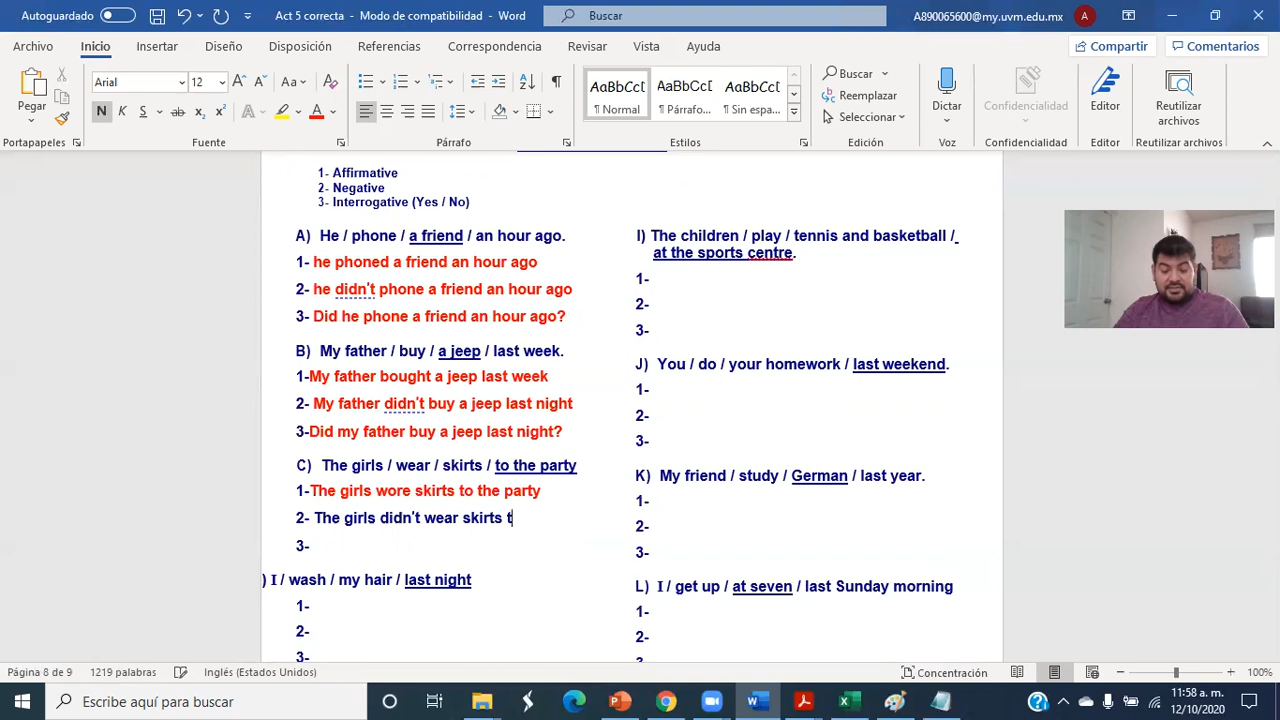 Autoguardado
Act 5 correcta - Modo de compatibilidad - Word
Buscar
A890065600@my.uvm.edu.mx
A
Archivo Inicio Insertar Diseño Disposición Referencias Correspondencia Revisar Vista Ayuda
Compartir Comentarios
Pegar
Arial 12
Aa
N K S ab x₂ x² A A
AaBbCcI AaBbCcD AaBbCcI
¶ Normal ¶ Párrafo... ¶ Sin espa...
Buscar
Reemplazar
Seleccionar
Dictar
Confidencialidad
Editor
Reutilizar archivos
Portapapeles Fuente Párrafo Estilos Edición Voz Confidencialidad Editor Reutilizar archivos
1- Affirmative
2- Negative
3- Interrogative (Yes / No)
A) He / phone / a friend / an hour ago.
1- he phoned a friend an hour ago
2- he didn't phone a friend an hour ago
3- Did he phone a friend an hour ago?
B) My father / buy / a jeep / last week.
1-My father bought a jeep last week
2- My father didn't buy a jeep last night
3-Did my father buy a jeep last night?
C) The girls / wear / skirts / to the party
1-The girls wore skirts to the party
2- The girls didn't wear skirts t
3-
) I / wash / my hair / last night
1-
2-
3-
I) The children / play / tennis and basketball /
at the sports centre.
1-
2-
3-
J) You / do / your homework / last weekend.
1-
2-
3-
K) My friend / study / German / last year.
1-
2-
3-
L) I / get up / at seven / last Sunday morning
1-
2-
3-
Página 8 de 9 1219 palabras Inglés (Estados Unidos) Concentración 100%
Escribe aquí para buscar
11:58 a. m.
12/10/2020